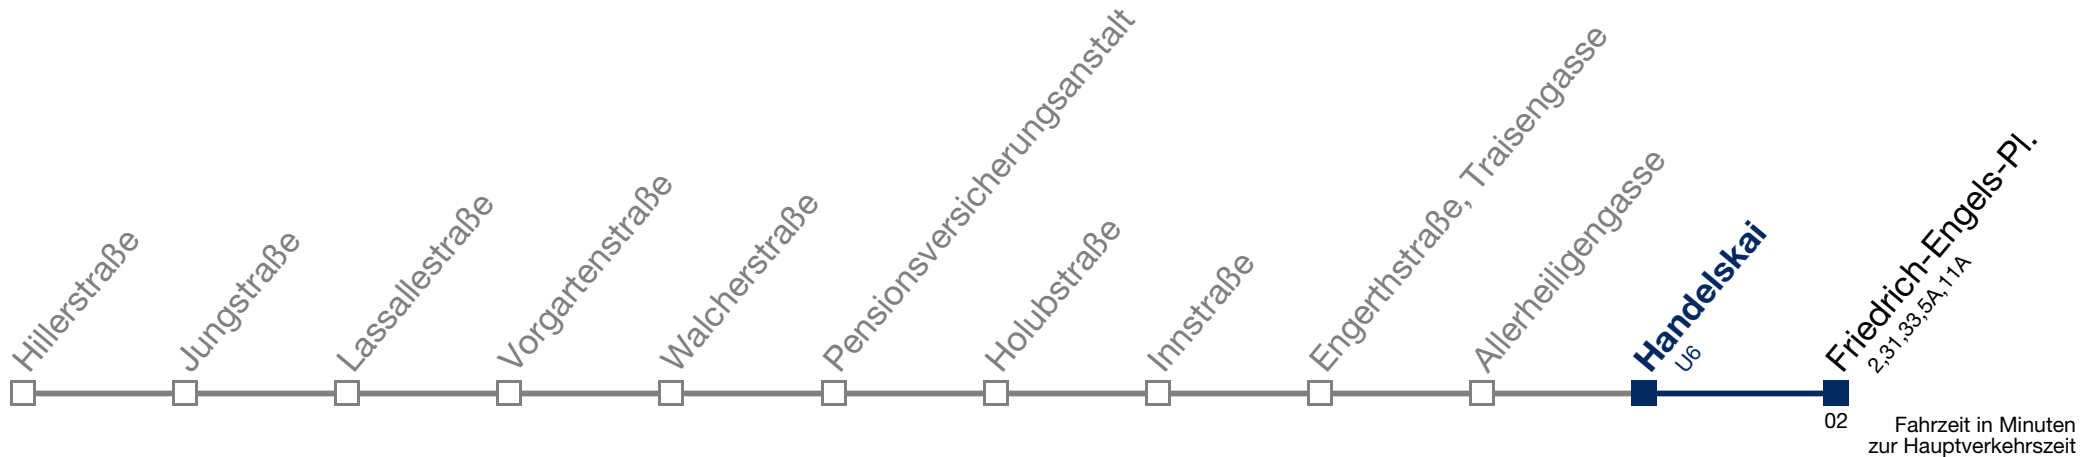 Hillerstraße
Jungstraße
Lassallestraße
Vorgartenstraße
Walcherstraße
Pensionsversicherungsanstalt
Holubstraße
Innstraße
Engerthstraße, Traisengasse
Allerheiligengasse
Handelskai
U6
Friedrich-Engels-Pl.
2,31,33,5A,11A
02
Fahrzeit in Minuten
zur Hauptverkehrszeit